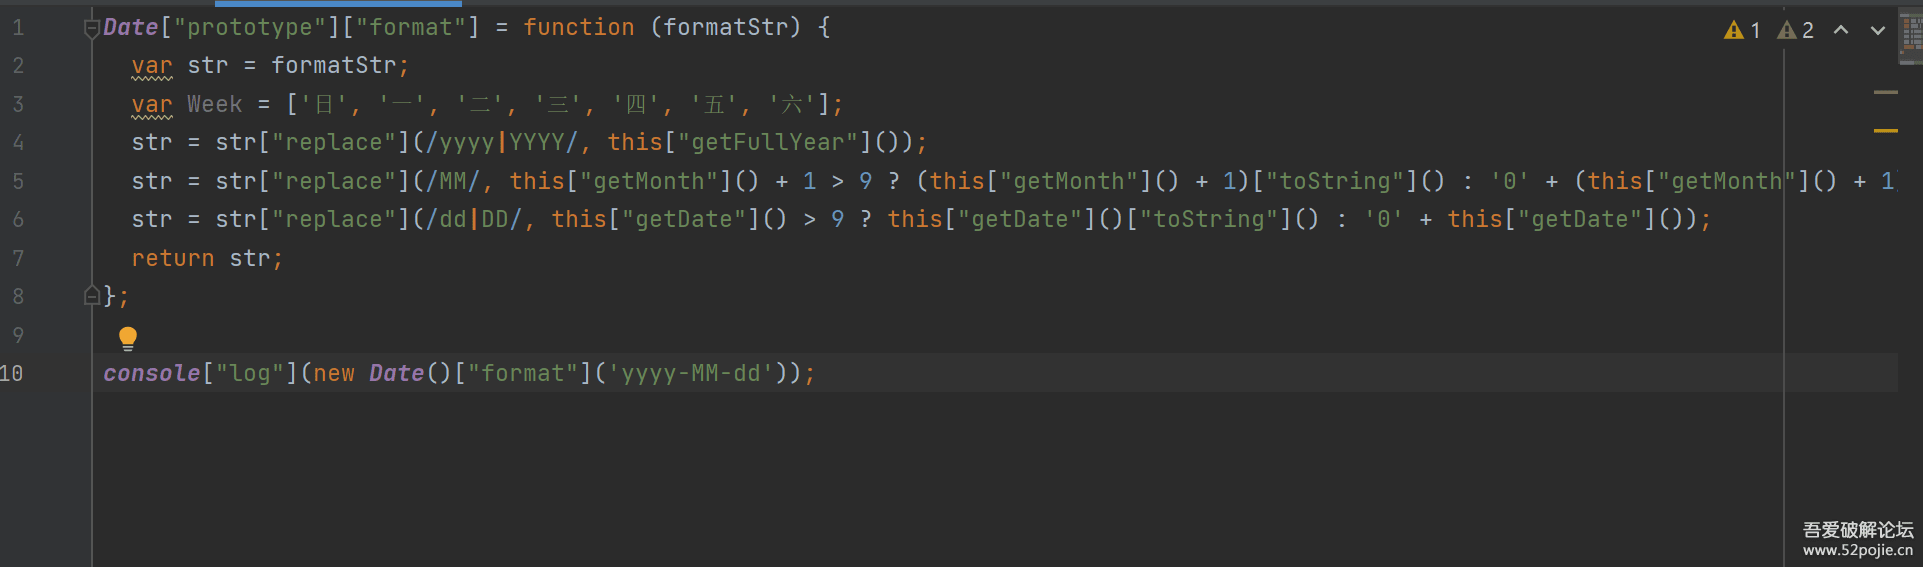 1 Date["prototype"]["format"] = function (formatStr) {
2 var str = formatStr;
3 var Week = ['日', '一', '二', '三', '四', '五', '六'];
4 str = str["replace"](/yyyy|YYYY/, this["getFullYear"]());
5 str = str["replace"](/MM/, this["getMonth"]() + 1 > 9 ? (this["getMonth"]() + 1)["toString"]() : '0' + (this["getMonth"]() + 1)
6 str = str["replace"](/dd|DD/, this["getDate"]() > 9 ? this["getDate"]()["toString"]() : '0' + this["getDate"]());
7 return str;
8 };
9
10 console["log"](new Date()["format"]('yyyy-MM-dd'));
1 2
吾爱破解论坛
www.52pojie.cn